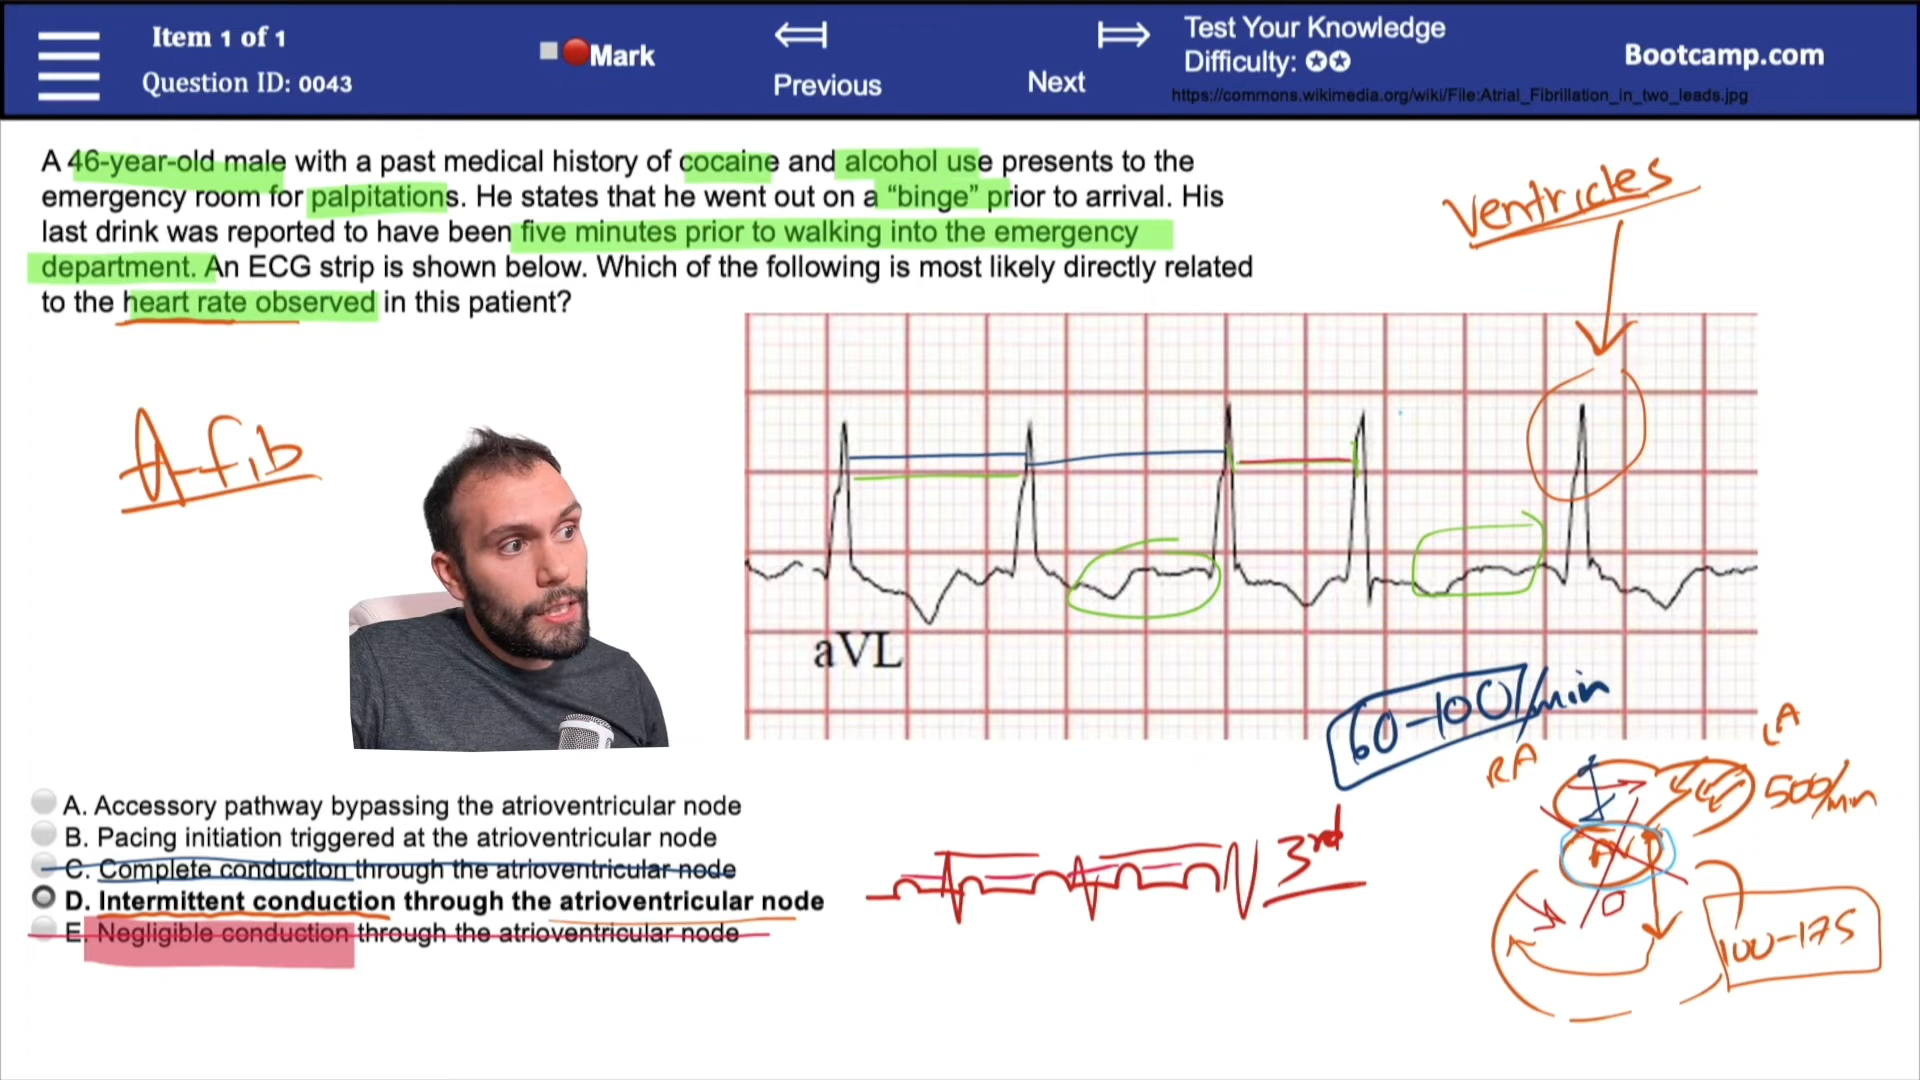 Item 1 of 1
Question ID: 0043
Mark
Previous
Next
Test Your Knowledge
Difficulty:
https://commons.wikimedia.org/wiki/File:Atrial_Fibrillation_in_two_leads.jpg
Bootcamp.com
A 46-year-old male with a past medical history of cocaine and alcohol use presents to the
emergency room for palpitations. He states that he went out on a “binge” prior to arrival. His
last drink was reported to have been five minutes prior to walking into the emergency
department. An ECG strip is shown below. Which of the following is most likely directly related
to the heart rate observed in this patient?
Ventricles
A-fib
aVL
60-100/min
RA
LA
500/min
AV
100-175
3rd
A. Accessory pathway bypassing the atrioventricular node
B. Pacing initiation triggered at the atrioventricular node
C. Complete conduction through the atrioventricular node
D. Intermittent conduction through the atrioventricular node
E. Negligible conduction through the atrioventricular node